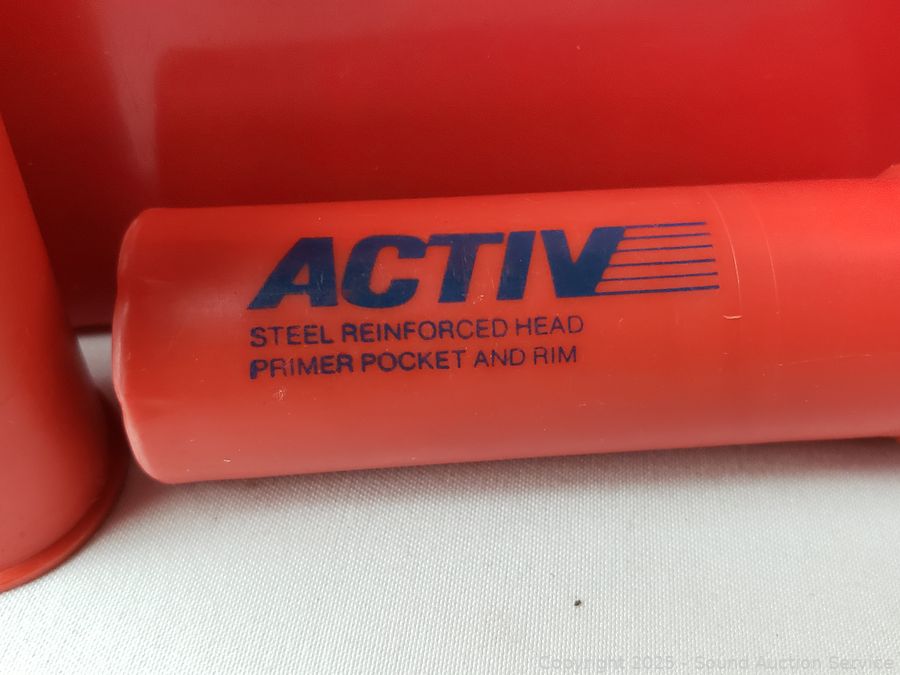 ACTIV
STEEL REINFORCED HEAD
PRIMER POCKET AND RIM
Copyright 2025 - Sound Auction Service